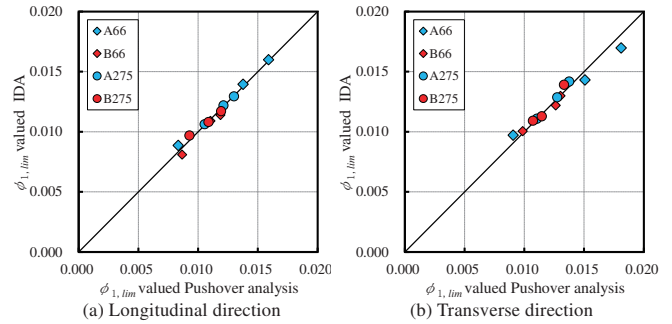 0.020
0.015
0.010
0.005
0.000
ϕ1, lim valued IDA
A66
B66
A275
B275
0.000 0.005 0.010 0.015 0.020
ϕ1, lim valued Pushover analysis
(a) Longitudinal direction
0.020
0.015
0.010
0.005
0.000
ϕ1, lim valued IDA
A66
B66
A275
B275
0.000 0.005 0.010 0.015 0.020
ϕ1, lim valued Pushover analysis
(b) Transverse direction